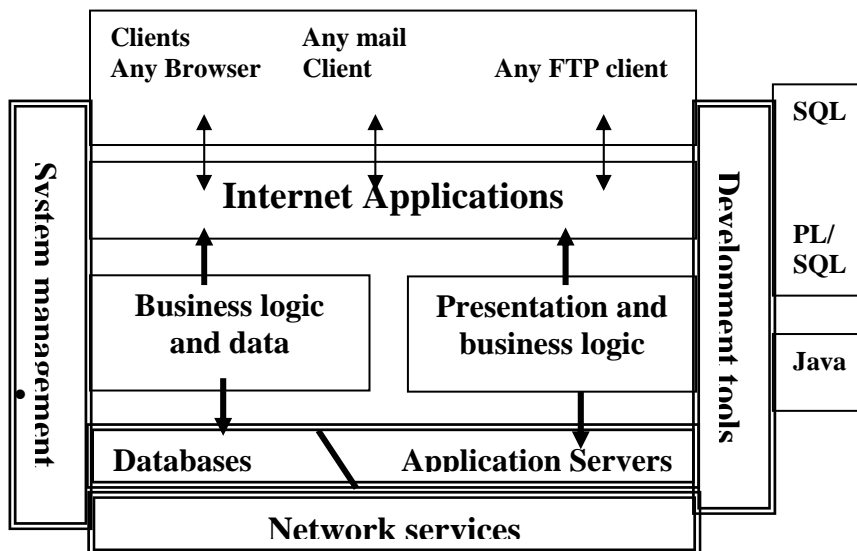 Clients
Any Browser
Any mail
Client
Any FTP client
SQL
PL/
SQL
Java
System management
Internet Applications
Development tools
Business logic
and data
Presentation and
business logic
Databases
Application Servers
Network services